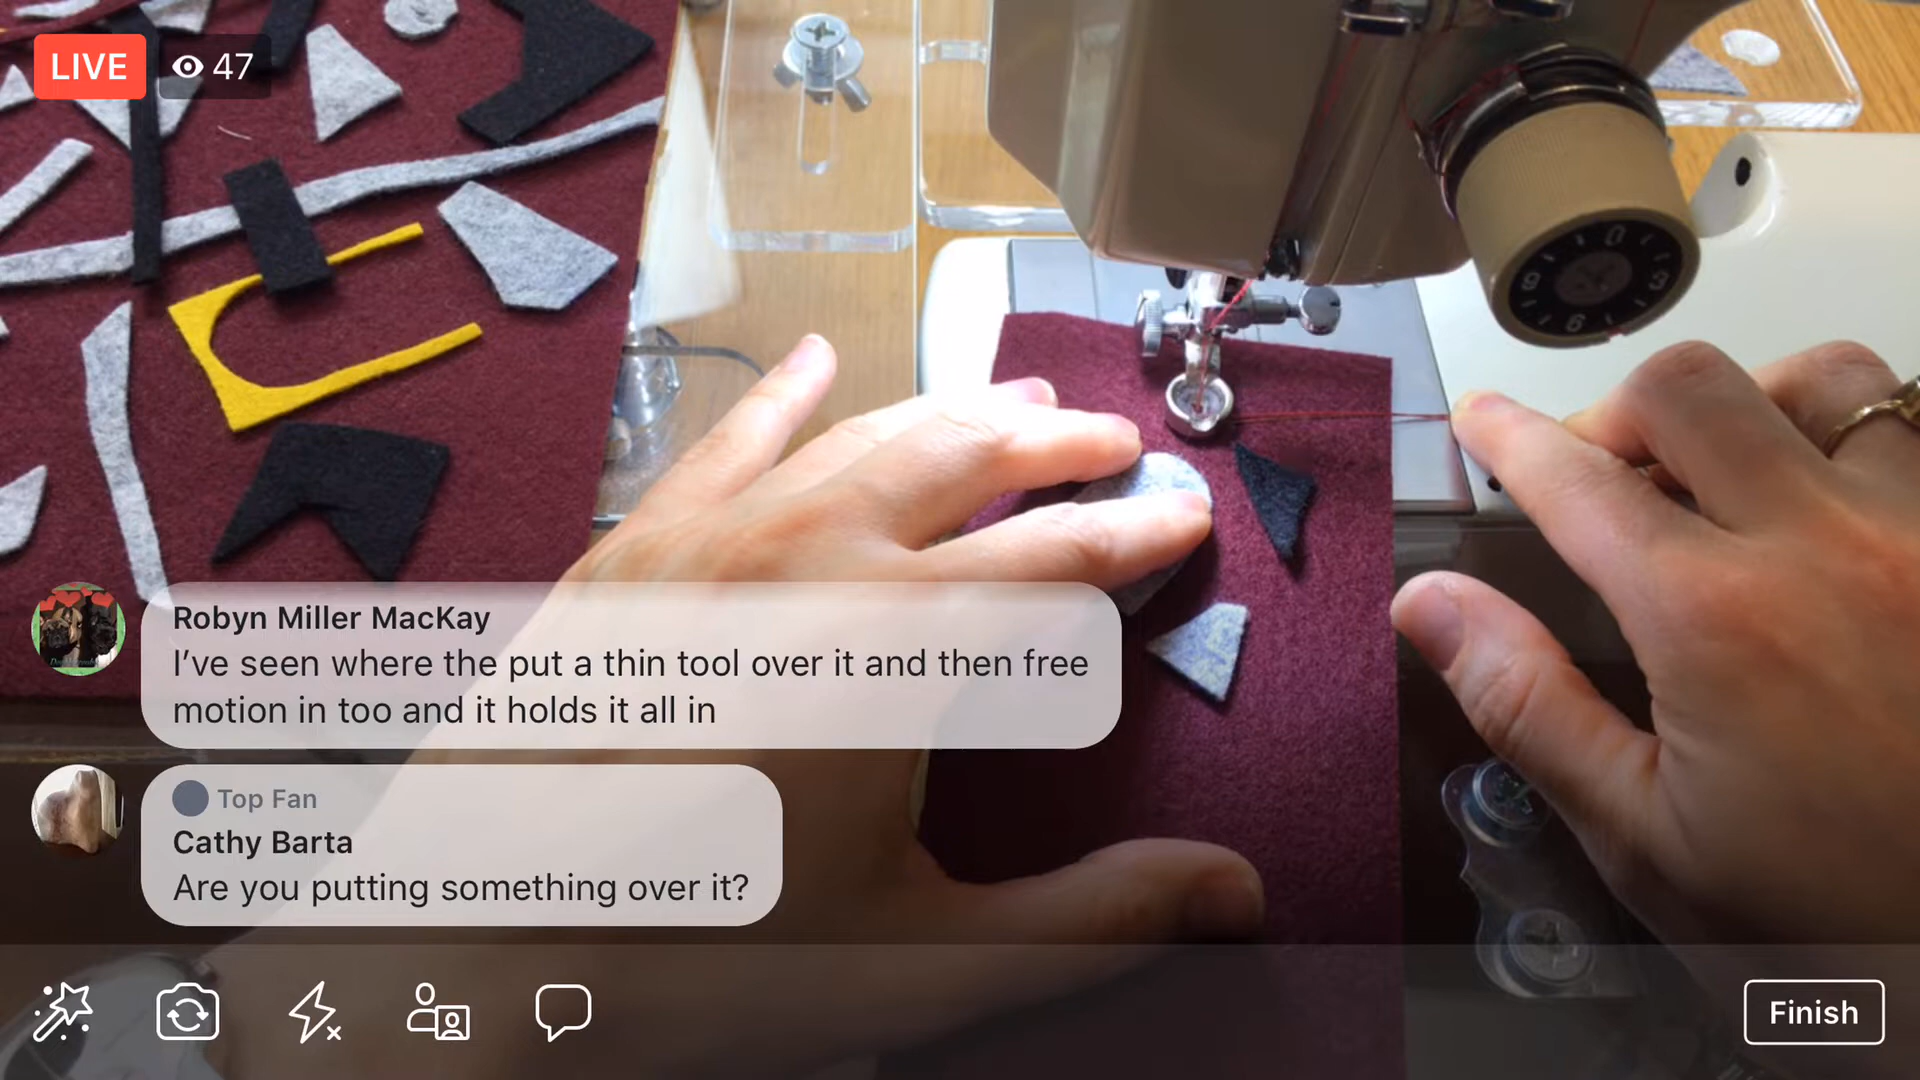 LIVE 47
Robyn Miller MacKay
I've seen where the put a thin tool over it and then free
motion in too and it holds it all in
Top Fan
Cathy Barta
Are you putting something over it?
Finish